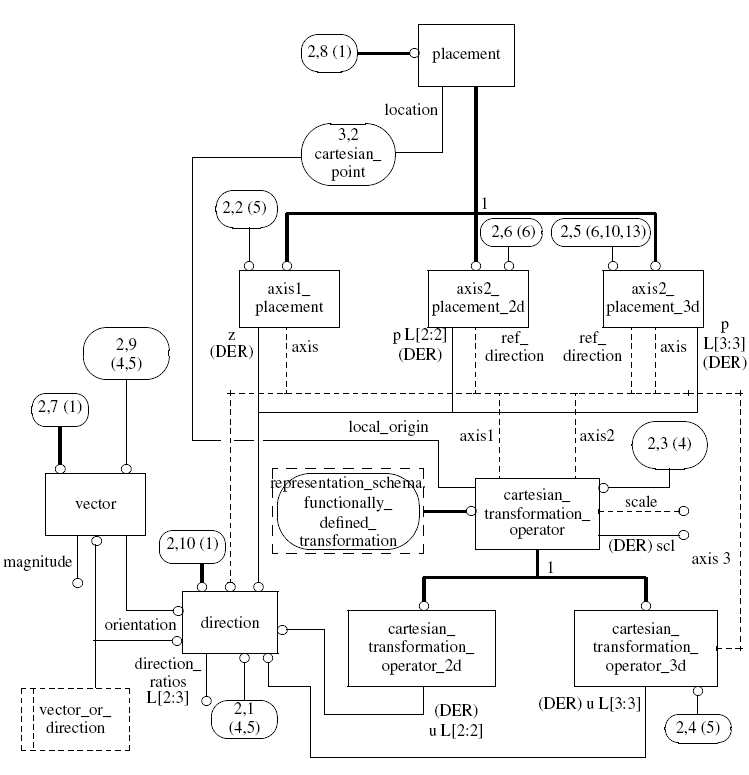 2,8 (1)
placement
location
3,2
cartesian_
point
1
2,2 (5)
2,6 (6)
2,5 (6,10,13)
axis1_
placement
axis2_
placement_2d
axis2_
placement_3d
z
(DER)
axis
p L[2:2]
(DER)
ref_
direction
ref_
direction
axis
p
L[3:3]
(DER)
2,9
(4,5)
2,7 (1)
local_origin
axis1
axis2
2,3 (4)
vector
representation_schema.
functionally_
defined_
transformation
cartesian_
transformation_
operator
scale
(DER) scl
axis 3
magnitude
2,10 (1)
1
orientation
direction
cartesian_
transformation_
operator_2d
cartesian_
transformation_
operator_3d
direction_
ratios
L[2:3]
2,1
(4,5)
vector_or_
direction
(DER)
u L[2:2]
(DER) u L[3:3]
2,4 (5)